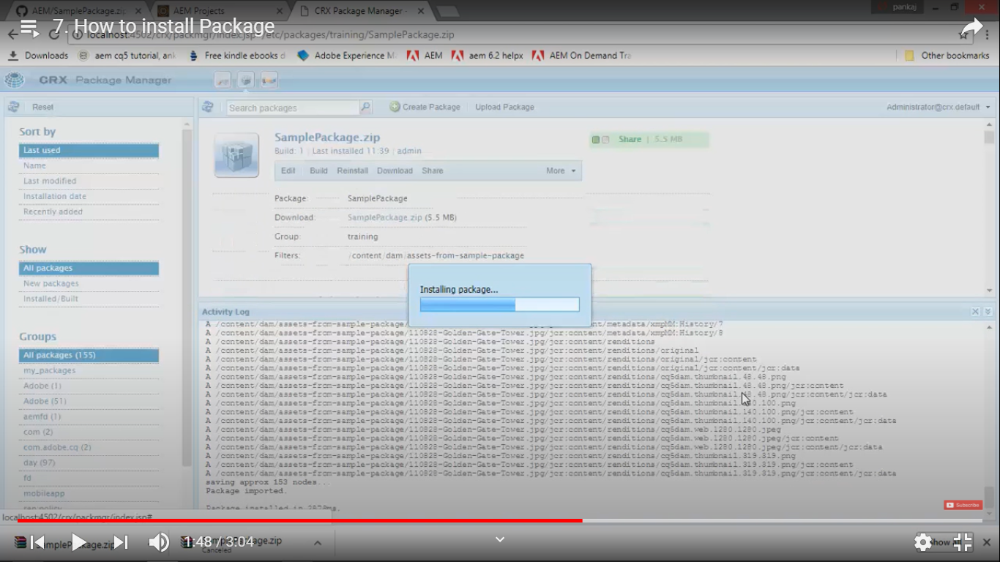 AEM/SamplePackage.zip
AEM Projects
CRX Package Manager -
pankaj
7. How to install Package
localhost:4502/crx/packmgr/index.jsp /etc/packages/training/SamplePackage.zip
Downloads
aem cq5 tutorial, ank
Free kindle ebooks
Adobe Experience M
AEM
aem 6.2 helpx
AEM On Demand Tra
Other bookmarks
CRX Package Manager
Reset
Search packages
Create Package
Upload Package
Administrator@crx.default
Sort by
Last used
Name
Last modified
Installation date
Recently added
Show
All packages
New packages
Installed/Built
Groups
All packages (155)
my_packages
Adobe (1)
Adobe (51)
aemfd (1)
com (2)
com.adobe.cq (2)
day (97)
fd
mobileapp
rep:policy
SamplePackage.zip
Share | 5.5 MB
Build: 1 | Last installed 11:39 | admin
Edit Build Reinstall Download Share More
Package: SamplePackage
Download: SamplePackage.zip (5.5 MB)
Group: training
Filters: /content/dam/assets-from-sample-package
Installing package...
Activity Log
A /content/dam/assets-from-sample-package/ ntent/metadata/xmpMM:History/7
A /content/dam/assets-from-sample-package/110828-Golden-Gate-Tower.jpg/jcr:content/metadata/xmpMM:History/8
A /content/dam/assets-from-sample-package/110828-Golden-Gate-Tower.jpg/jcr:content/renditions
A /content/dam/assets-from-sample-package/110828-Golden-Gate-Tower.jpg/jcr:content/renditions/original
A /content/dam/assets-from-sample-package/110828-Golden-Gate-Tower.jpg/jcr:content/renditions/original/jcr:content
A /content/dam/assets-from-sample-package/110828-Golden-Gate-Tower.jpg/jcr:content/renditions/original/jcr:content/jcr:data
A /content/dam/assets-from-sample-package/110828-Golden-Gate-Tower.jpg/jcr:content/renditions/cq5dam.thumbnail.48.48.png
A /content/dam/assets-from-sample-package/110828-Golden-Gate-Tower.jpg/jcr:content/renditions/cq5dam.thumbnail.48.48.png/jcr:content
A /content/dam/assets-from-sample-package/110828-Golden-Gate-Tower.jpg/jcr:content/renditions/cq5dam.thumbnail.48.48.png/jcr:content/jcr:data
A /content/dam/assets-from-sample-package/110828-Golden-Gate-Tower.jpg/jcr:content/renditions/cq5dam.thumbnail.140.100.png
A /content/dam/assets-from-sample-package/110828-Golden-Gate-Tower.jpg/jcr:content/renditions/cq5dam.thumbnail.140.100.png/jcr:content
A /content/dam/assets-from-sample-package/110828-Golden-Gate-Tower.jpg/jcr:content/renditions/cq5dam.thumbnail.140.100.png/jcr:content/jcr:data
A /content/dam/assets-from-sample-package/110828-Golden-Gate-Tower.jpg/jcr:content/renditions/cq5dam.web.1280.1280.jpeg
A /content/dam/assets-from-sample-package/110828-Golden-Gate-Tower.jpg/jcr:content/renditions/cq5dam.web.1280.1280.jpeg/jcr:content
A /content/dam/assets-from-sample-package/110828-Golden-Gate-Tower.jpg/jcr:content/renditions/cq5dam.web.1280.1280.jpeg/jcr:content/jcr:data
A /content/dam/assets-from-sample-package/110828-Golden-Gate-Tower.jpg/jcr:content/renditions/cq5dam.thumbnail.319.319.png
A /content/dam/assets-from-sample-package/110828-Golden-Gate-Tower.jpg/jcr:content/renditions/cq5dam.thumbnail.319.319.png/jcr:content
A /content/dam/assets-from-sample-package/110828-Golden-Gate-Tower.jpg/jcr:content/renditions/cq5dam.thumbnail.319.319.png/jcr:content/jcr:data
saving approx 153 nodes...
Package imported.
Package installed in
Subscribe
localhost:4502/crx/packmgr/index.jsp#
SamplePackage.zip
1:48 / 3:04
SamplePackage.zip
Canceled
Show all